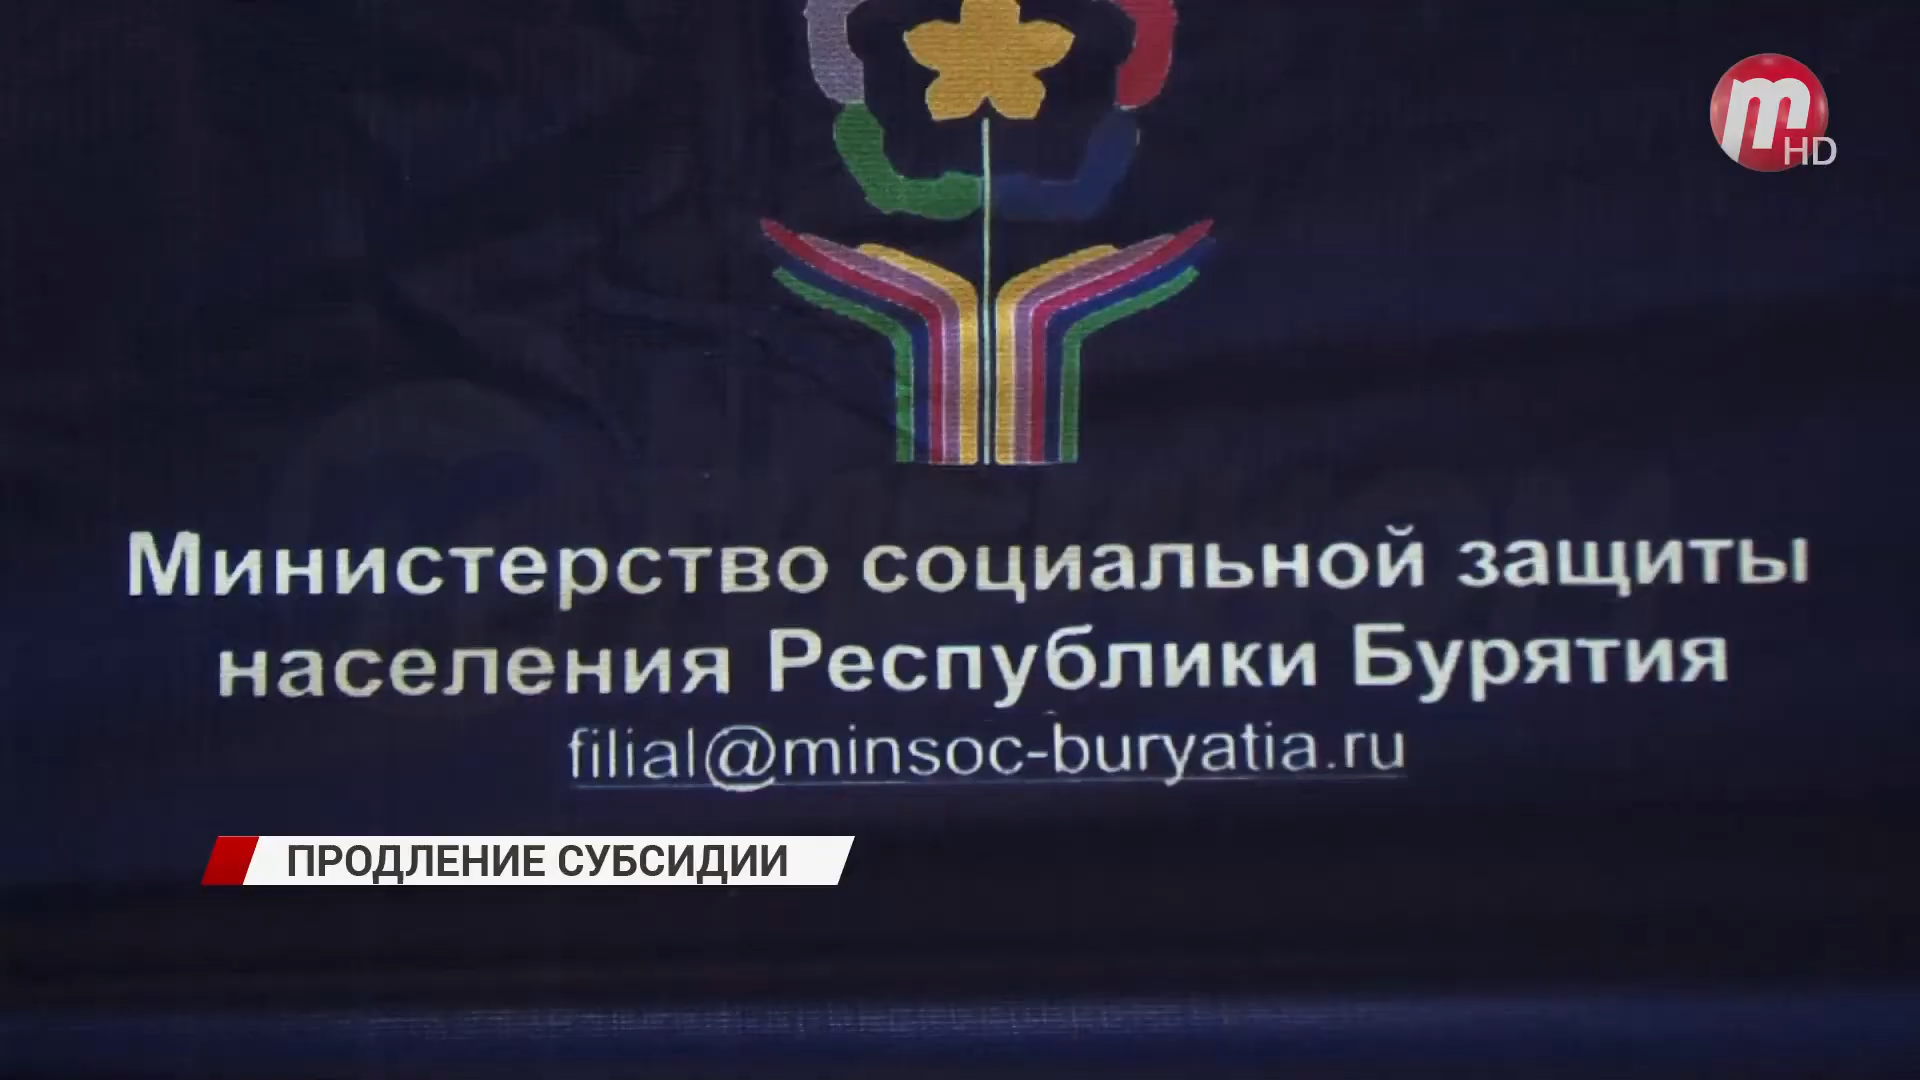 m HD
Министерство социальной защиты
населения Республики Бурятия
filial@minsoc-buryatia.ru
ПРОДЛЕНИЕ СУБСИДИИ